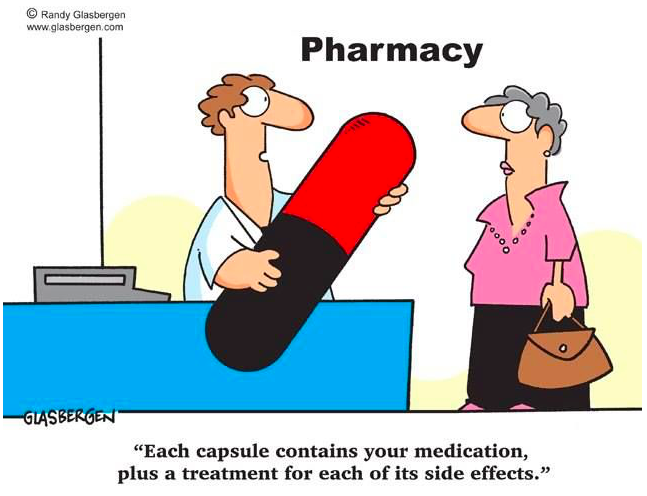 © Randy Glasbergen
www.glasbergen.com
Pharmacy
GLASBERGEN
“Each capsule contains your medication,
plus a treatment for each of its side effects.”